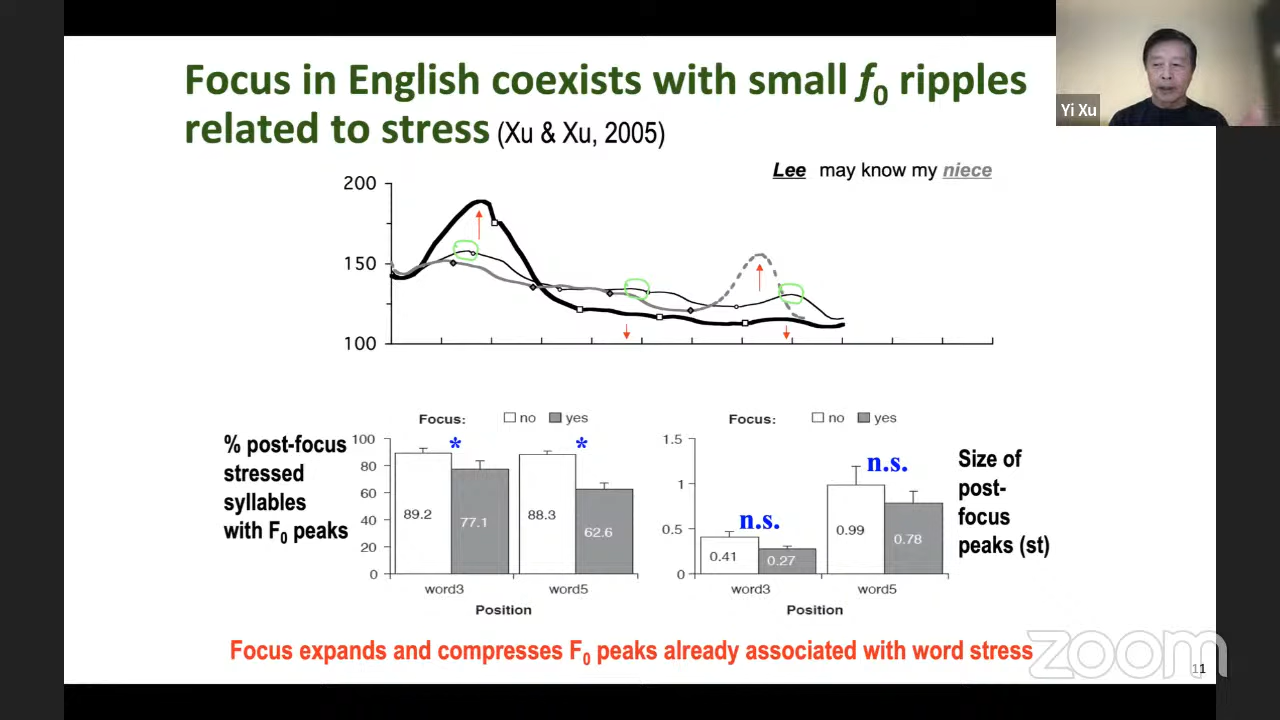 Focus in English coexists with small f0 ripples
related to stress (Xu & Xu, 2005)
Yi Xu
Lee may know my niece
200
150
100
% post-focus
stressed
syllables
with F0 peaks
Focus: no yes
100
80
60
40
20
0
* *
89.2 77.1 88.3 62.6
word3 word5
Position
Focus: no yes
1.5
1
0.5
0
n.s. n.s.
0.41 0.27 0.99 0.78
word3 word5
Position
Size of
post-
focus
peaks (st)
Focus expands and compresses F0 peaks already associated with word stress
zoom
11